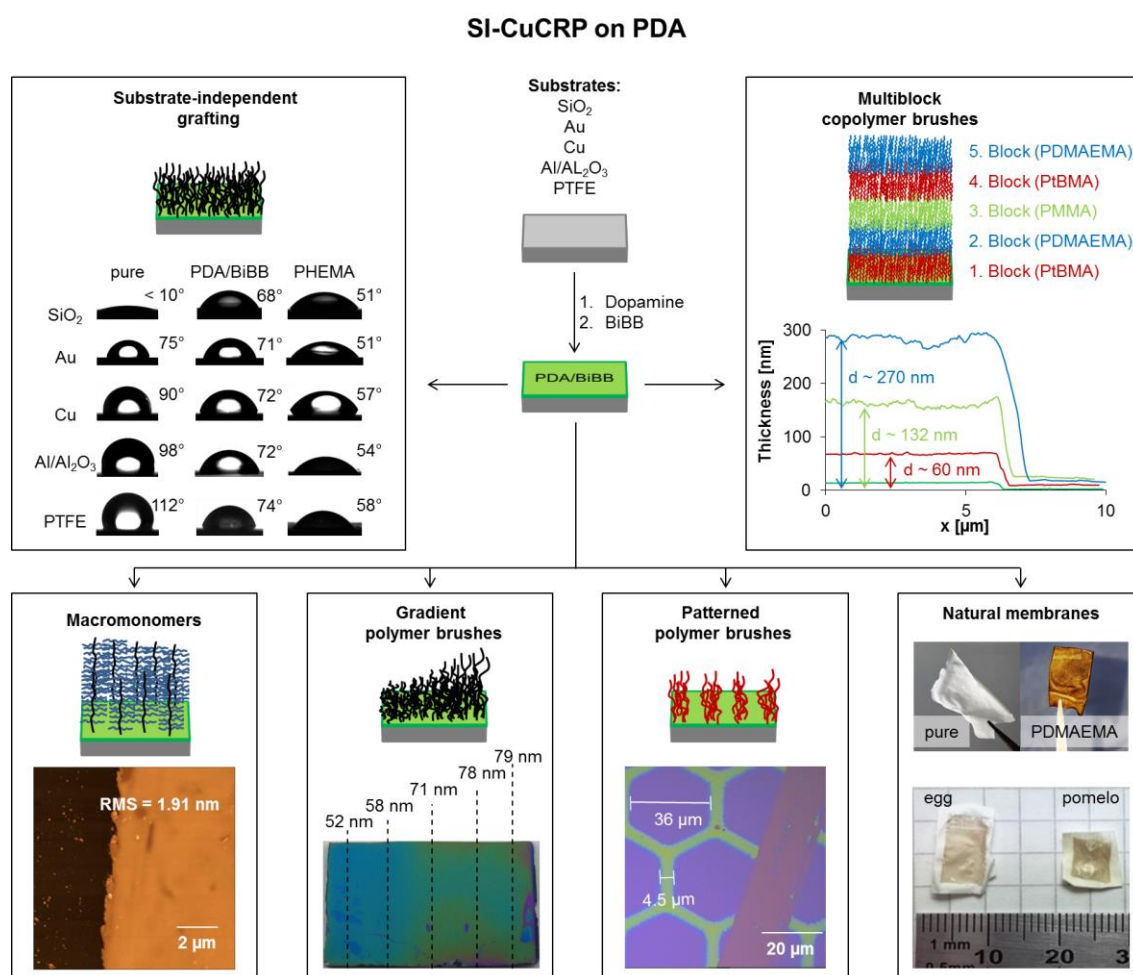 SI-CuCRP on PDA
Substrate-independent
grafting
pure PDA/BiBB PHEMA
SiO₂ < 10° 68° 51°
Au 75° 71° 51°
Cu 90° 72° 57°
Al/Al₂O₃ 98° 72° 54°
PTFE 112° 74° 58°
Substrates:
SiO₂
Au
Cu
Al/AL₂O₃
PTFE
1. Dopamine
2. BiBB
PDA/BiBB
Multiblock
copolymer brushes
5. Block (PDMAEMA)
4. Block (PtBMA)
3. Block (PMMA)
2. Block (PDMAEMA)
1. Block (PtBMA)
Thickness [nm]
300
200
100
0
d ~ 270 nm
d ~ 132 nm
d ~ 60 nm
0 5 10
x [µm]
Macromonomers
RMS = 1.91 nm
2 µm
Gradient
polymer brushes
52 nm
58 nm
71 nm
78 nm
79 nm
Patterned
polymer brushes
36 µm
4.5 µm
20 µm
Natural membranes
pure PDMAEMA
egg pomelo
1 mm 10 20 3
0.5mm